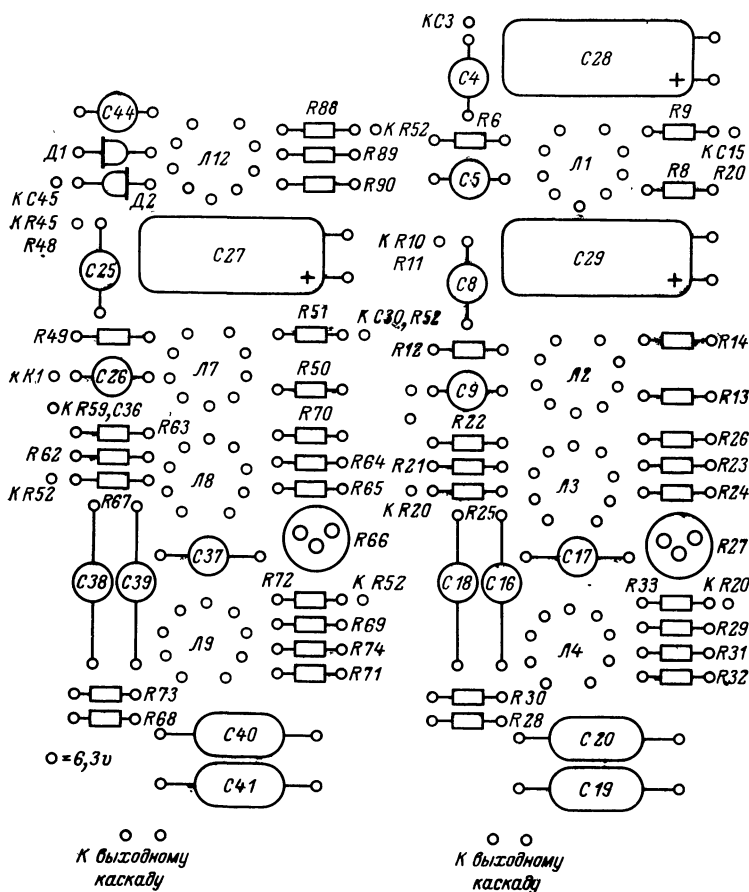 К С3
С4
С28
+
С44
R88
К R52
R6
R9
Д1
Л12
R89
Л1
К С15
R20
К С45
Д2
R90
С5
R8
К R45
R48
С25
С27
+
К R10
R11
С8
С29
+
R51
К С30, R52
R49
R12
R14
Л7
К К1
С26
R50
С9
Л2
R13
К R59, С36
R63
R70
R22
R26
R62
Л8
R64
R21
Л3
R23
К R52
R67
R65
К R20
R25
R24
R66
R27
С37
С17
С38
С39
С18
С16
R72
К R52
R33
К R20
R69
R29
Л9
R74
Л4
R31
R71
R32
R73
R30
R68
R28
С40
С20
=6,3v
С41
С19
К выходному
каскаду
К выходному
каскаду